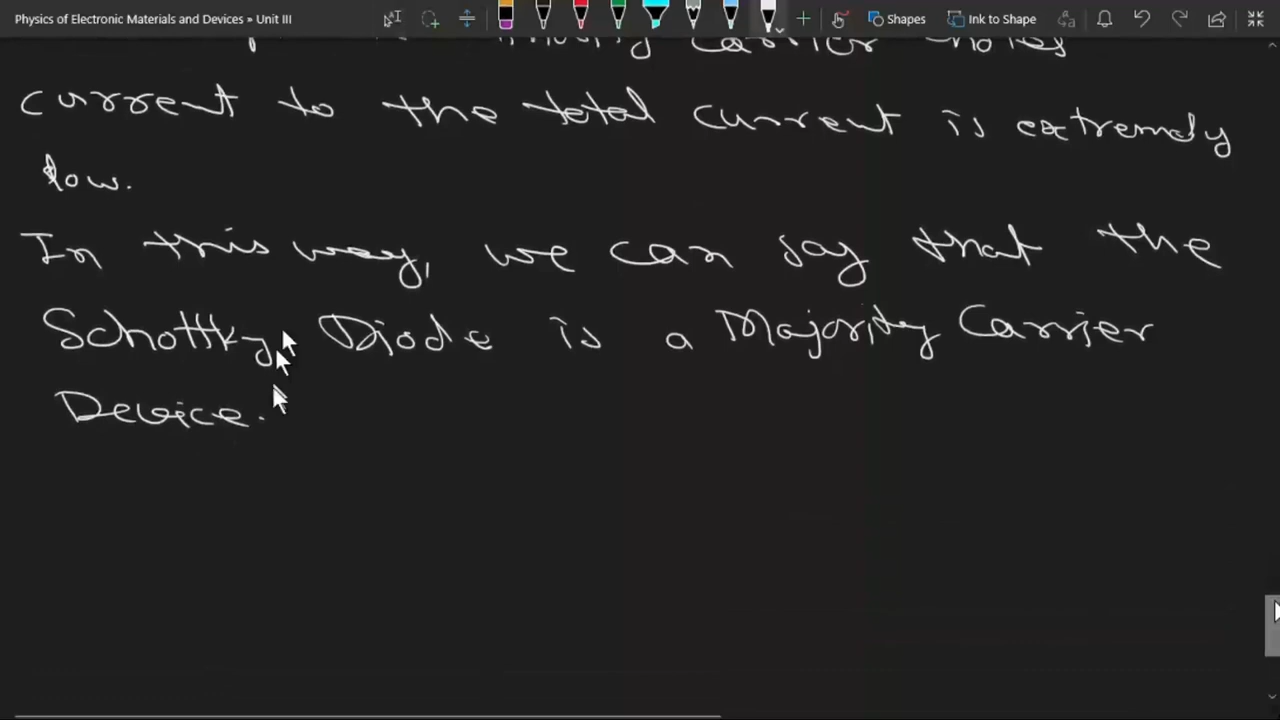 Physics of Electronic Materials and Devices » Unit III
Shapes
Ink to Shape
carrier
current to the total current is extremely
low.
In this way, we can say that the
Schottky Diode is a Majority Carrier
Device.